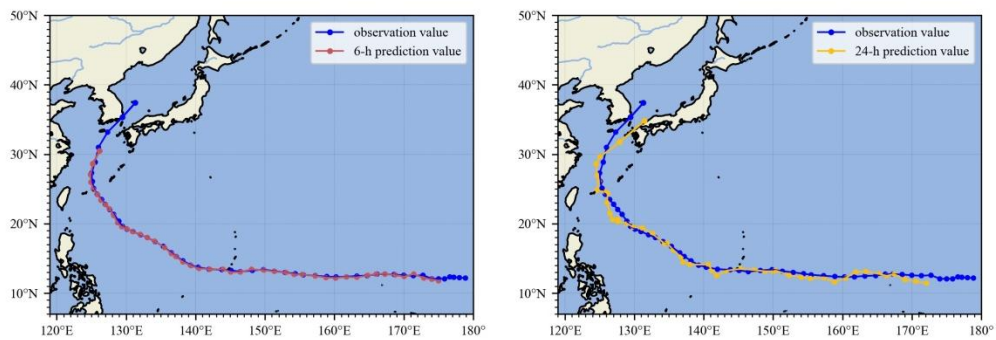 50°N
40°N
30°N
20°N
10°N
120°E 130°E 140°E 150°E 160°E 170°E 180°
observation value
6-h prediction value
50°N
40°N
30°N
20°N
10°N
120°E 130°E 140°E 150°E 160°E 170°E 180°
observation value
24-h prediction value